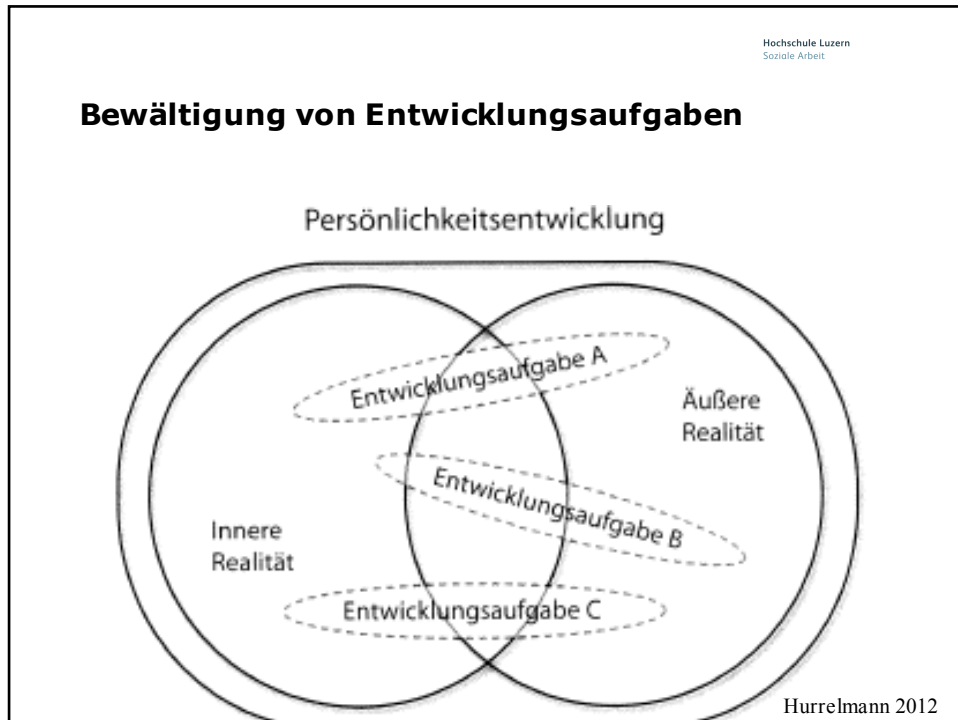 Hochschule Luzern
Soziale Arbeit
Bewältigung von Entwicklungsaufgaben
Persönlichkeitsentwicklung
Entwicklungsaufgabe A
Äußere
Realität
Entwicklungsaufgabe B
Innere
Realität
Entwicklungsaufgabe C
Hurrelmann 2012